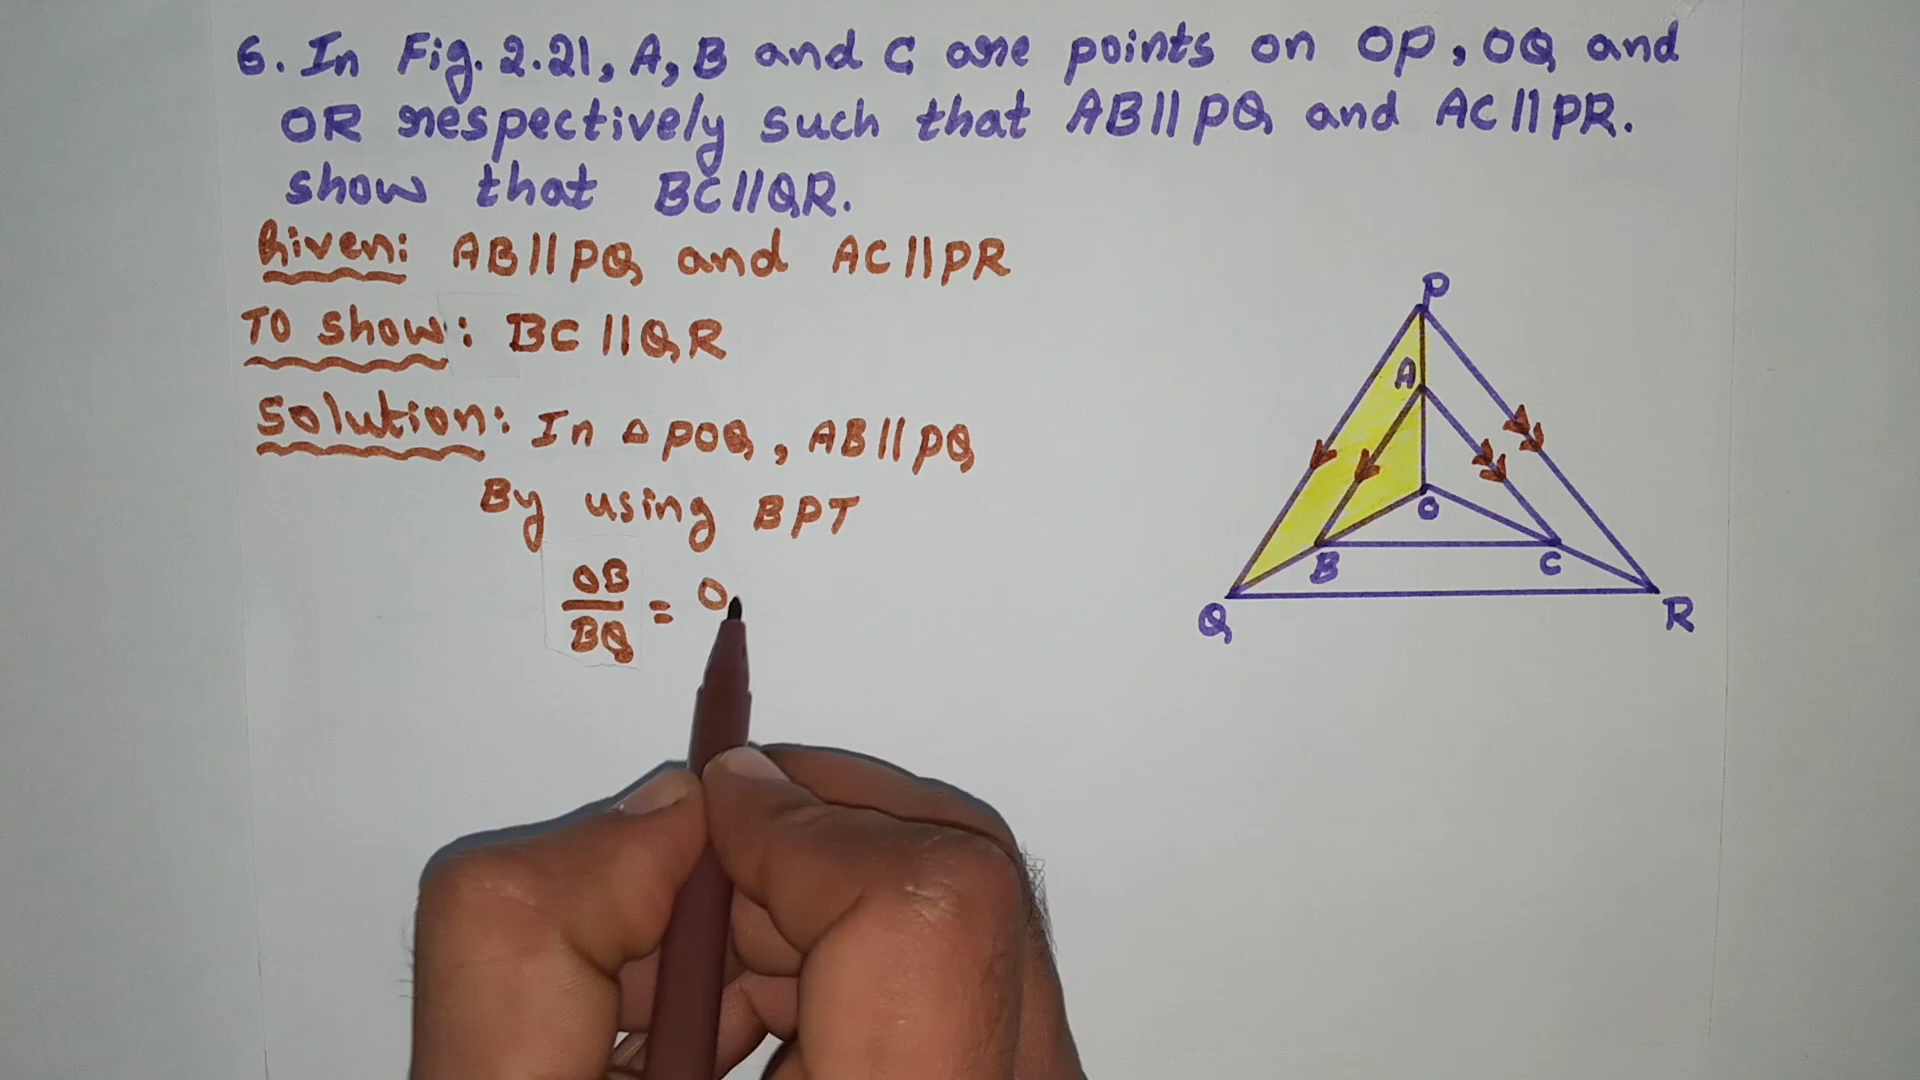 6. In Fig. 2.21, A, B and C are points on OP, OQ and
OR respectively such that AB||PQ and AC||PR.
show that BC||QR.
Given: AB||PQ and AC||PR
To show: BC||QR
Solution: In △POQ, AB||PQ
By using BPT
OB
BQ
= O
P
A
O
B
C
Q
R